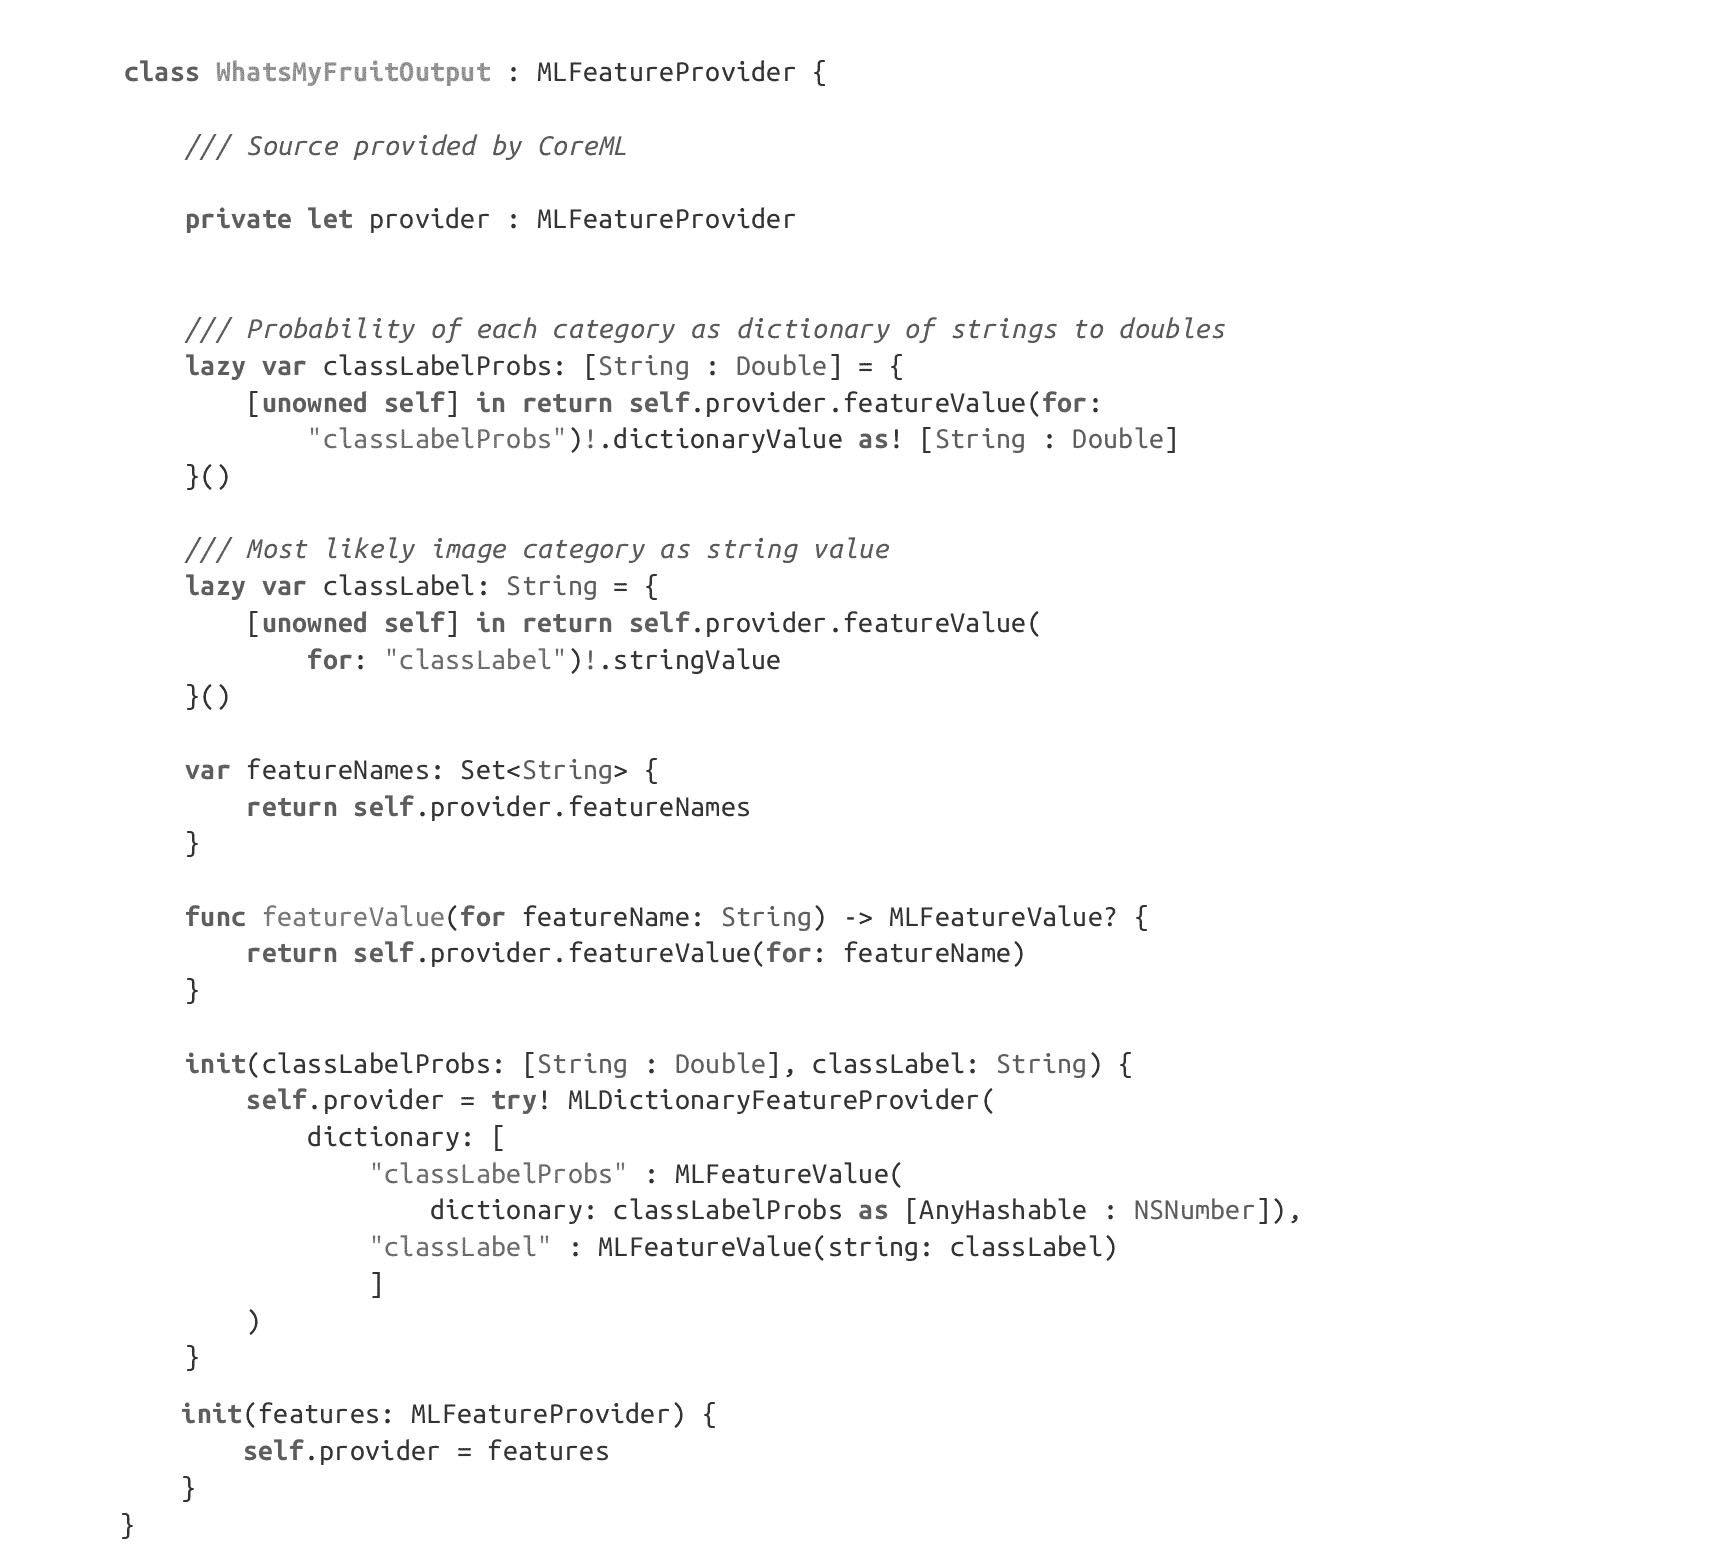 class WhatsMyFruitOutput : MLFeatureProvider {
/// Source provided by CoreML
private let provider : MLFeatureProvider
/// Probability of each category as dictionary of strings to doubles
lazy var classLabelProbs: [String : Double] = {
[unowned self] in return self.provider.featureValue(for:
"classLabelProbs")!.dictionaryValue as! [String : Double]
}()
/// Most likely image category as string value
lazy var classLabel: String = {
[unowned self] in return self.provider.featureValue(
for: "classLabel")!.stringValue
}()
var featureNames: Set<String> {
return self.provider.featureNames
}
func featureValue(for featureName: String) -> MLFeatureValue? {
return self.provider.featureValue(for: featureName)
}
init(classLabelProbs: [String : Double], classLabel: String) {
self.provider = try! MLDictionaryFeatureProvider(
dictionary: [
"classLabelProbs" : MLFeatureValue(
dictionary: classLabelProbs as [AnyHashable : NSNumber]),
"classLabel" : MLFeatureValue(string: classLabel)
]
)
}
init(features: MLFeatureProvider) {
self.provider = features
}
}